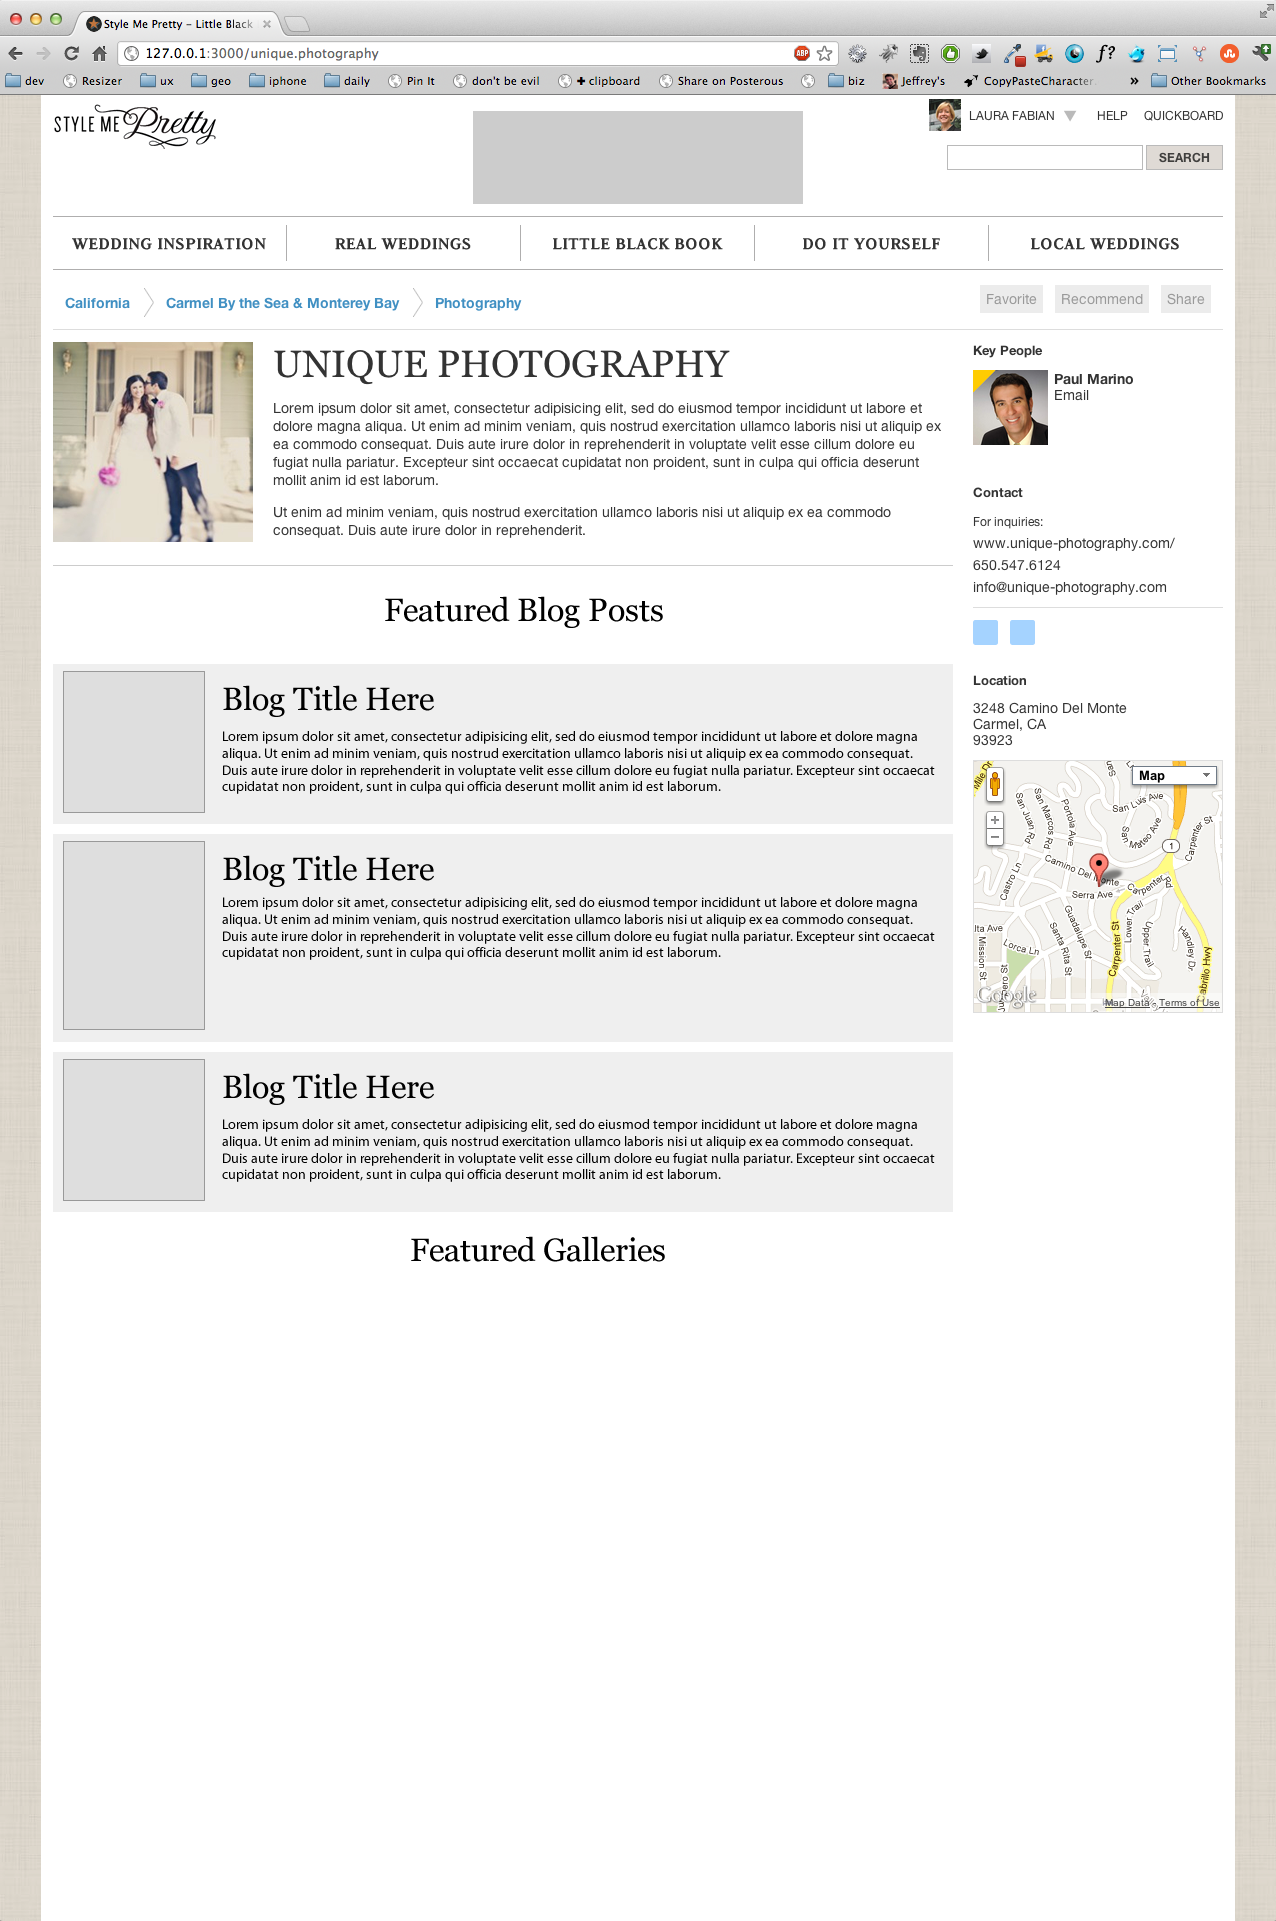 Style Me Pretty – Little Black
127.0.0.1:3000/unique.photography
ABP
f?
dev
Resizer
ux
geo
iphone
daily
Pin It
don't be evil
+ clipboard
Share on Posterous
biz
Jeffrey's
CopyPasteCharacter.
»
Other Bookmarks
STYLE ME Pretty
LAURA FABIAN
HELP
QUICKBOARD
SEARCH
WEDDING INSPIRATION
REAL WEDDINGS
LITTLE BLACK BOOK
DO IT YOURSELF
LOCAL WEDDINGS
California
Carmel By the Sea & Monterey Bay
Photography
Favorite
Recommend
Share
UNIQUE PHOTOGRAPHY
Lorem ipsum dolor sit amet, consectetur adipisicing elit, sed do eiusmod tempor incididunt ut labore et
dolore magna aliqua. Ut enim ad minim veniam, quis nostrud exercitation ullamco laboris nisi ut aliquip ex
ea commodo consequat. Duis aute irure dolor in reprehenderit in voluptate velit esse cillum dolore eu
fugiat nulla pariatur. Excepteur sint occaecat cupidatat non proident, sunt in culpa qui officia deserunt
mollit anim id est laborum.
Ut enim ad minim veniam, quis nostrud exercitation ullamco laboris nisi ut aliquip ex ea commodo
consequat. Duis aute irure dolor in reprehenderit.
Featured Blog Posts
Blog Title Here
Lorem ipsum dolor sit amet, consectetur adipisicing elit, sed do eiusmod tempor incididunt ut labore et dolore magna
aliqua. Ut enim ad minim veniam, quis nostrud exercitation ullamco laboris nisi ut aliquip ex ea commodo consequat.
Duis aute irure dolor in reprehenderit in voluptate velit esse cillum dolore eu fugiat nulla pariatur. Excepteur sint occaecat
cupidatat non proident, sunt in culpa qui officia deserunt mollit anim id est laborum.
Blog Title Here
Lorem ipsum dolor sit amet, consectetur adipisicing elit, sed do eiusmod tempor incididunt ut labore et dolore magna
aliqua. Ut enim ad minim veniam, quis nostrud exercitation ullamco laboris nisi ut aliquip ex ea commodo consequat.
Duis aute irure dolor in reprehenderit in voluptate velit esse cillum dolore eu fugiat nulla pariatur. Excepteur sint occaecat
cupidatat non proident, sunt in culpa qui officia deserunt mollit anim id est laborum.
Blog Title Here
Lorem ipsum dolor sit amet, consectetur adipisicing elit, sed do eiusmod tempor incididunt ut labore et dolore magna
aliqua. Ut enim ad minim veniam, quis nostrud exercitation ullamco laboris nisi ut aliquip ex ea commodo consequat.
Duis aute irure dolor in reprehenderit in voluptate velit esse cillum dolore eu fugiat nulla pariatur. Excepteur sint occaecat
cupidatat non proident, sunt in culpa qui officia deserunt mollit anim id est laborum.
Featured Galleries
Key People
Paul Marino
Email
Contact
For inquiries:
www.unique-photography.com/
650.547.6124
info@unique-photography.com
Location
3248 Camino Del Monte
Carmel, CA
93923
Map
Mile Dr
San Juan Rd
San Marcos Rd
Portola Ave
San Luis Ave
San Mateo Ave
Carpenter St
1
Camino Del Monte
Castro Ln
Serra Ave
Carpenter Rd
lta Ave
Mission St
Lorca Ln
Santa Rita St
Guadalupe St
Carpenter St
Lower Trail
Upper Trail
Handley Dr
abrillo Hwy
Google
Map Data - Terms of Use